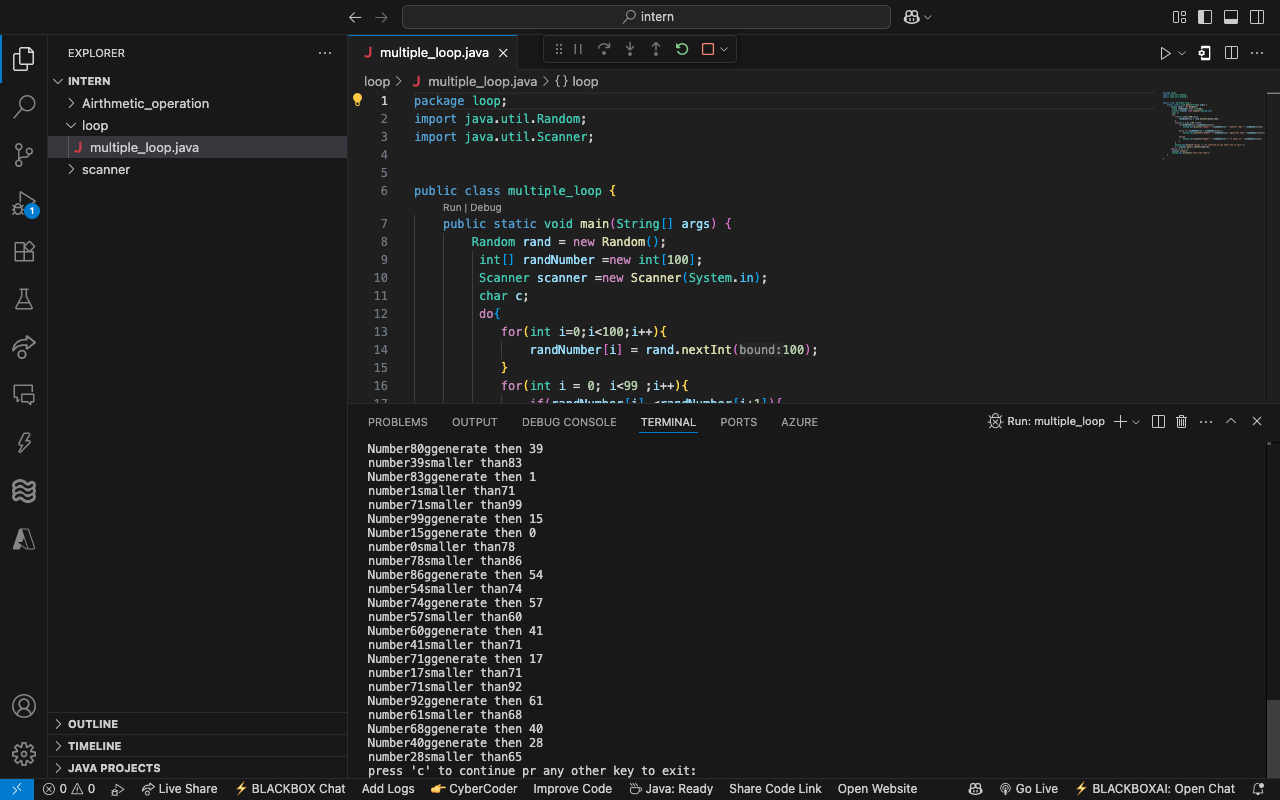 intern
EXPLORER
INTERN
Airthmetic_operation
loop
J multiple_loop.java
scanner
OUTLINE
TIMELINE
JAVA PROJECTS
J multiple_loop.java
loop > J multiple_loop.java > {} loop
1 package loop;
2 import java.util.Random;
3 import java.util.Scanner;
4
5
6 public class multiple_loop {
Run | Debug
7 public static void main(String[] args) {
8 Random rand = new Random();
9 int[] randNumber =new int[100];
10 Scanner scanner =new Scanner(System.in);
11 char c;
12 do{
13 for(int i=0;i<100;i++){
14 randNumber[i] = rand.nextInt(bound:100);
15 }
16 for(int i = 0; i<99 ;i++){
17 if(randNumber[i] <randNumber[i+1]){
PROBLEMS OUTPUT DEBUG CONSOLE TERMINAL PORTS AZURE Run: multiple_loop
Number80ggenerate then 39
number39smaller than83
Number83ggenerate then 1
number1smaller than71
number71smaller than99
Number99ggenerate then 15
Number15ggenerate then 0
number0smaller than78
number78smaller than86
Number86ggenerate then 54
number54smaller than74
Number74ggenerate then 57
number57smaller than60
Number60ggenerate then 41
number41smaller than71
Number71ggenerate then 17
number17smaller than71
number71smaller than92
Number92ggenerate then 61
number61smaller than68
Number68ggenerate then 40
Number40ggenerate then 28
number28smaller than65
press 'c' to continue pr any other key to exit:
1
0 0 Live Share BLACKBOX Chat Add Logs CyberCoder Improve Code Java: Ready Share Code Link Open Website Go Live BLACKBOXAI: Open Chat